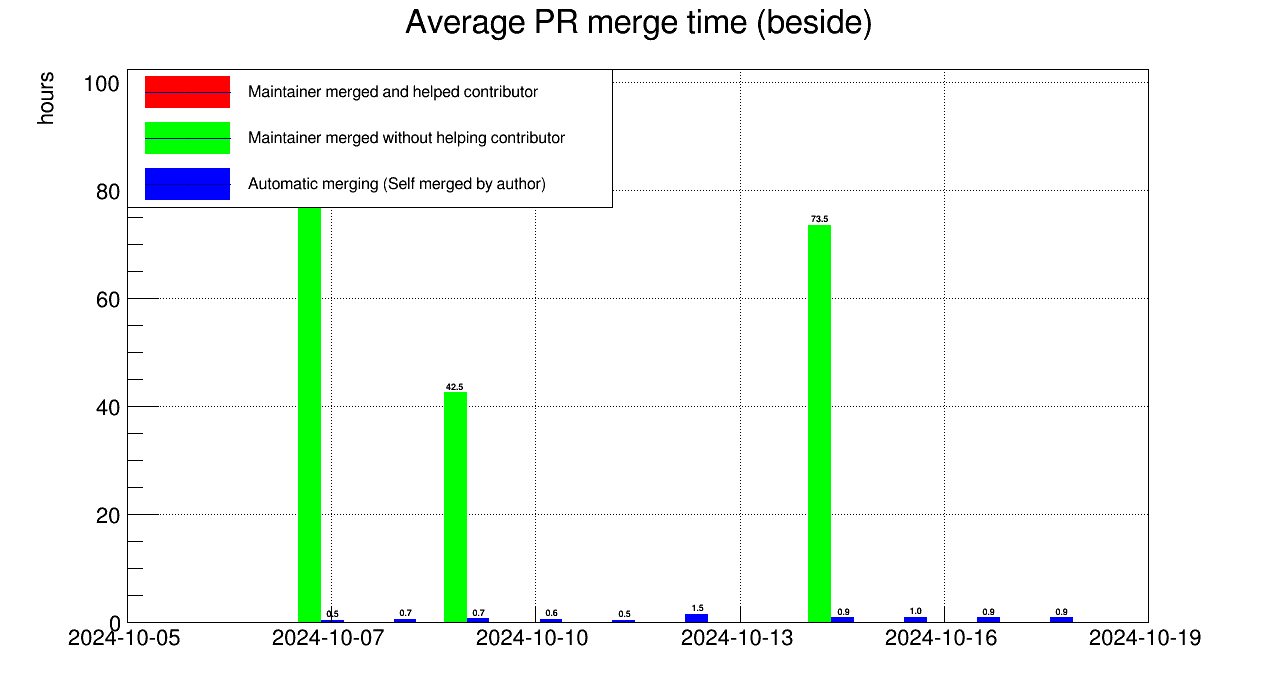 Average PR merge time (beside)
hours
100
80
60
40
20
0
Maintainer merged and helped contributor
Maintainer merged without helping contributor
Automatic merging (Self merged by author)
73.5
42.5
0.5 0.7 0.7 0.6 0.5 1.5 0.9 1.0 0.9 0.9
2024-10-05 2024-10-07 2024-10-10 2024-10-13 2024-10-16 2024-10-19